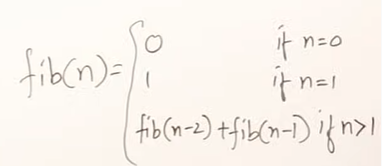 fib(n)= { 0 if n=0
1 if n=1
fib(n-2)+fib(n-1) if n>1